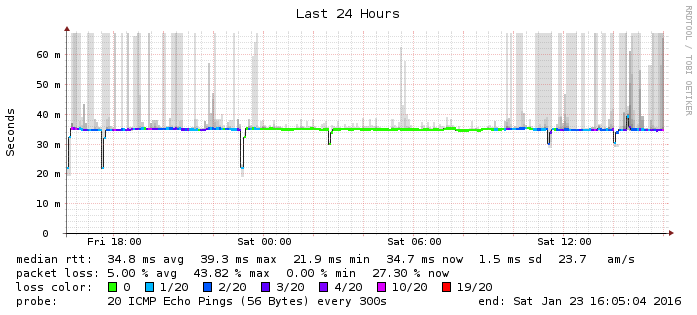 Last 24 Hours
RRDTOOL / TOBI OETIKER
Seconds
60 m
50 m
40 m
30 m
20 m
10 m
0
Fri 18:00 Sat 00:00 Sat 06:00 Sat 12:00
median rtt: 34.8 ms avg 39.3 ms max 21.9 ms min 34.7 ms now 1.5 ms sd 23.7 am/s
packet loss: 5.00 % avg 43.82 % max 0.00 % min 27.30 % now
loss color: 0 1/20 2/20 3/20 4/20 10/20 19/20
probe: 20 ICMP Echo Pings (56 Bytes) every 300s end: Sat Jan 23 16:05:04 2016